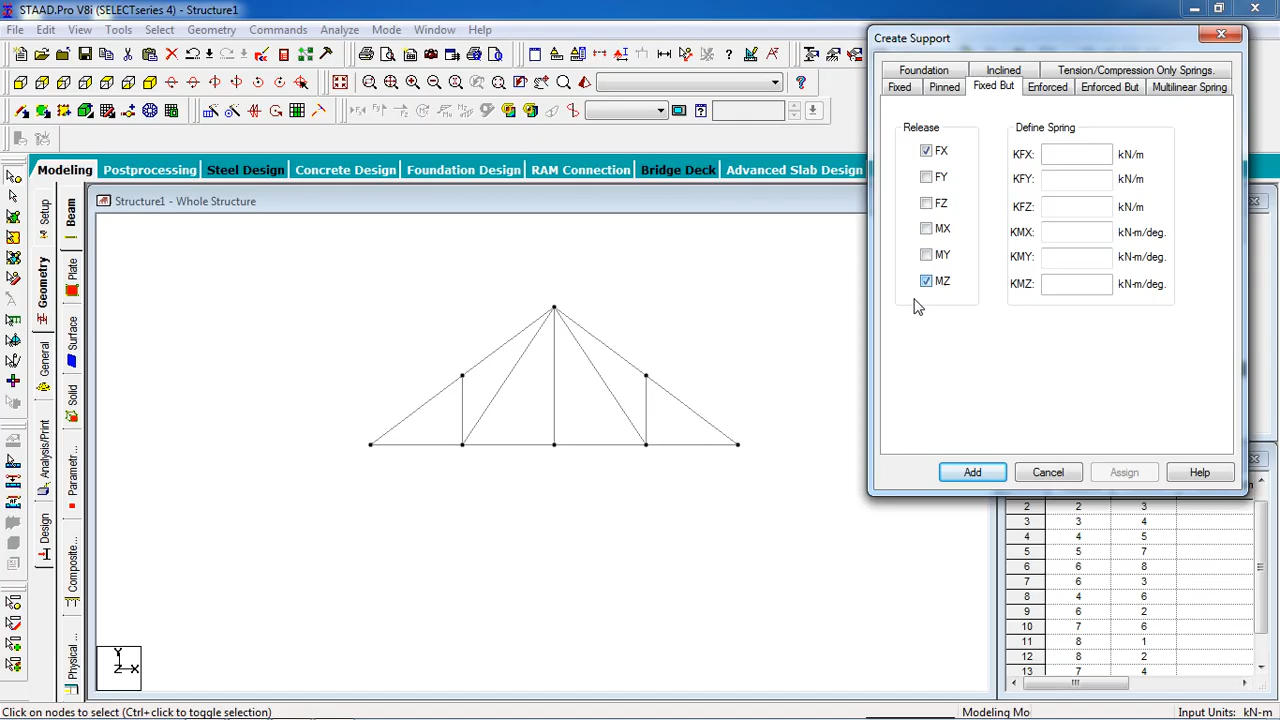 STAAD.Pro V8i (SELECTseries 4) - Structure1
File Edit View Tools Select Geometry Commands Analyze Mode Window Help
Modeling Postprocessing Steel Design Foundation Design RAM Connection Bridge Deck Advanced Slab Design Concrete Design
Structure1 - Whole Structure
Setup
Geometry
General
Analysis/Print
Design
Beam
Plate
Surface
Solid
Parametr...
Composite...
Physical ...
Y
Z X
Create Support
Foundation Inclined Tension/Compression Only Springs.
Fixed Pinned Fixed But Enforced Enforced But Multilinear Spring
Release Define Spring
FX KFX: kN/m
FY KFY: kN/m
FZ KFZ: kN/m
MX KMX: kN-m/deg.
MY KMY: kN-m/deg.
MZ KMZ: kN-m/deg.
Add Cancel Assign Help
2 2 3
3 3 4
4 4 5
5 5 7
6 6 8
7 6 3
8 4 6
9 6 2
10 7 6
11 8 1
12 8 2
13 7 4
Click on nodes to select (Ctrl+click to toggle selection) Modeling Mo Input Units: kN-m